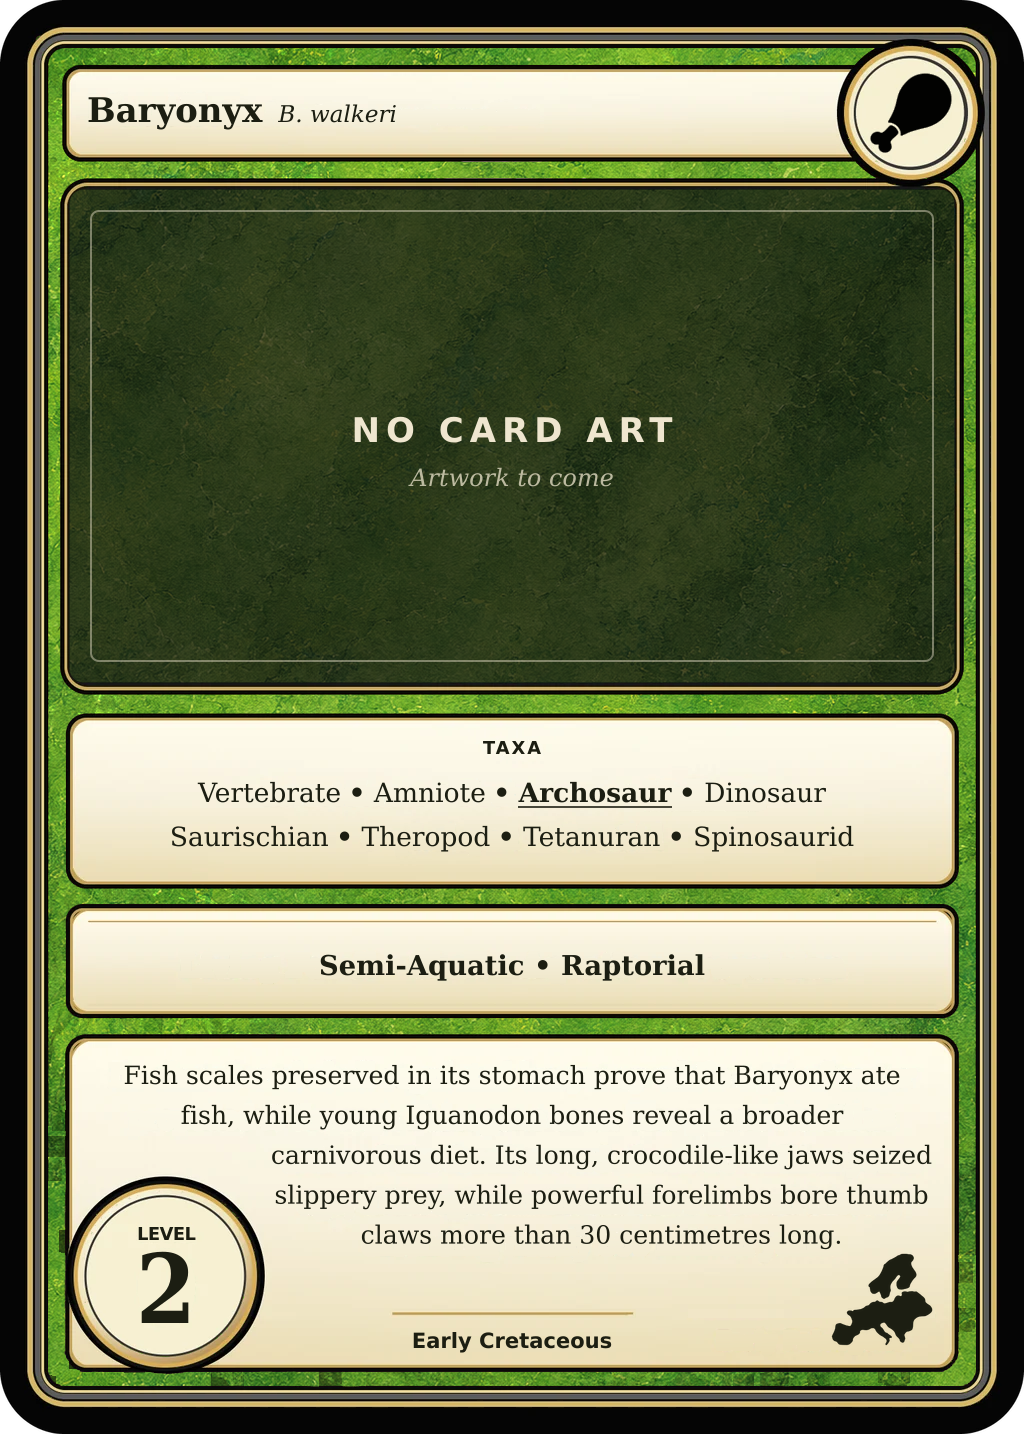 Baryonyx B. walkeri
NO CARD ART
Artwork to come
TAXA
Vertebrate • Amniote • Archosaur • Dinosaur
Saurischian • Theropod • Tetanuran • Spinosaurid
Semi-Aquatic • Raptorial
Fish scales preserved in its stomach prove that Baryonyx ate
fish, while young Iguanodon bones reveal a broader
carnivorous diet. Its long, crocodile-like jaws seized
slippery prey, while powerful forelimbs bore thumb
claws more than 30 centimetres long.
LEVEL
2
Early Cretaceous